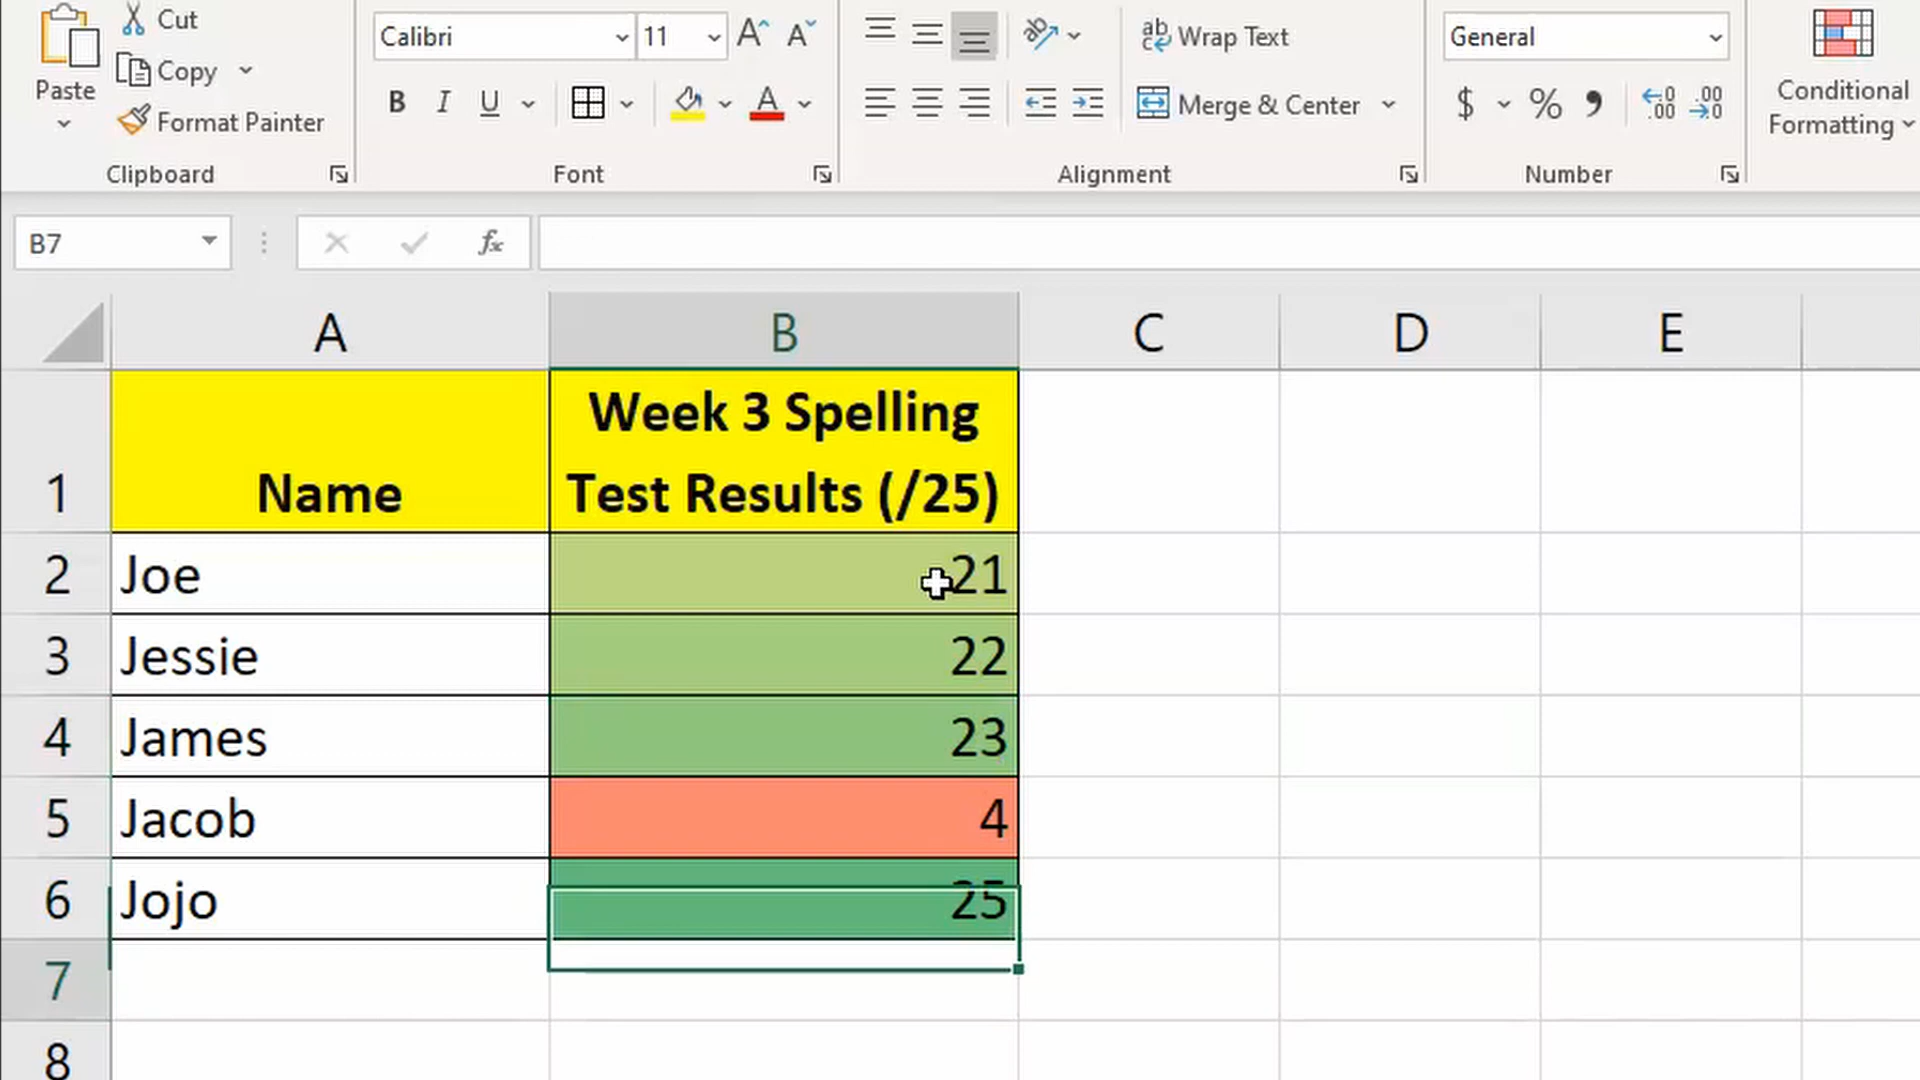 Cut
Copy
Format Painter
Paste
Clipboard
Calibri
11
B I U
A
Font
Wrap Text
Merge & Center
Alignment
General
$ % ,
Number
Conditional
Formatting
B7
fx
A B C D E
1 Name Week 3 Spelling
Test Results (/25)
2 Joe 21
3 Jessie 22
4 James 23
5 Jacob 4
6 Jojo 25
7
8